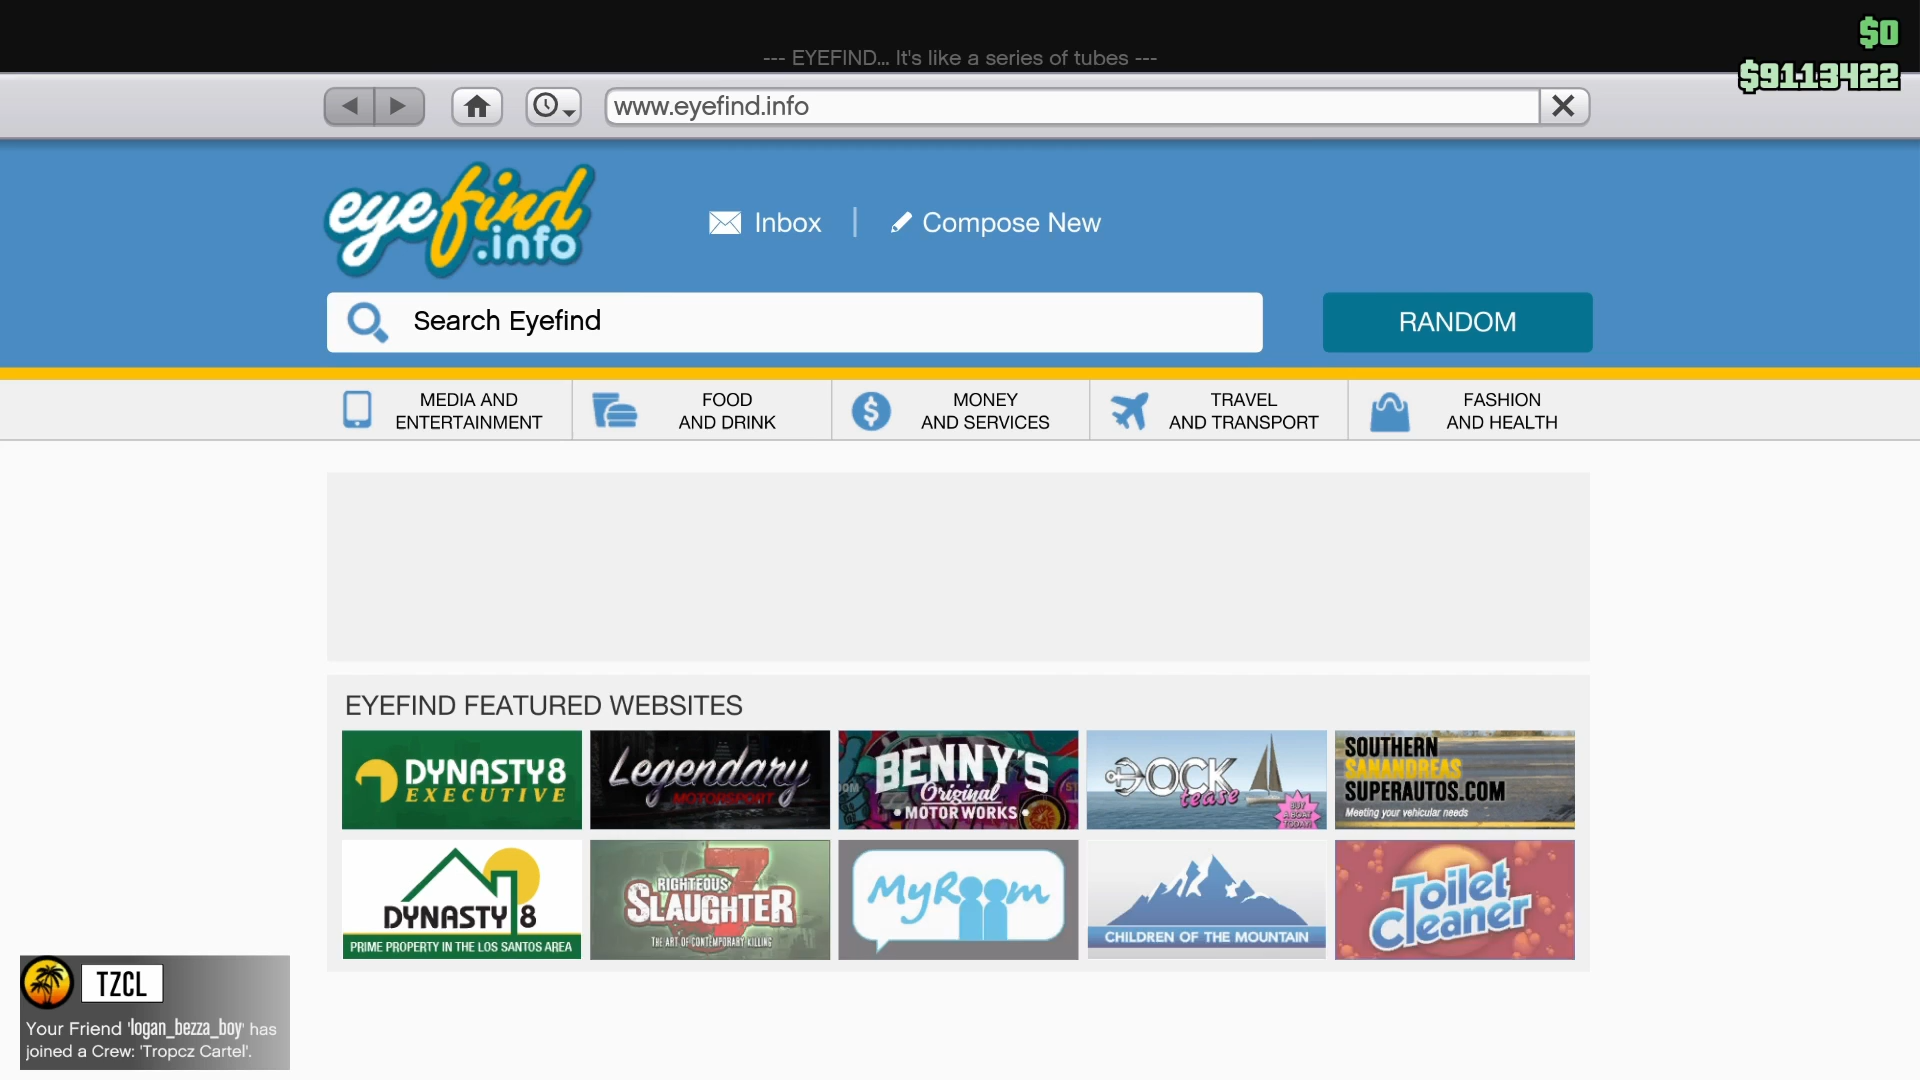 $0
--- EYEFIND... It's like a series of tubes ---
$9113422
www.eyefind.info
eyefind
.info
Inbox
Compose New
Search Eyefind
RANDOM
MEDIA AND
ENTERTAINMENT
FOOD
AND DRINK
MONEY
AND SERVICES
TRAVEL
AND TRANSPORT
FASHION
AND HEALTH
EYEFIND FEATURED WEBSITES
DYNASTY8
EXECUTIVE
Legendary
MOTORSPORT
BENNY'S
Original
• MOTOR WORKS •
DOCK
tease
BUY
A BOAT
TODAY!
SOUTHERN
SANANDREAS
SUPERAUTOS.COM
Meeting your vehicular needs
DYNASTY 8
PRIME PROPERTY IN THE LOS SANTOS AREA
RIGHTEOUS
SLAUGHTER
7
THE ART OF CONTEMPORARY KILLING
MyRoom
CHILDREN OF THE MOUNTAIN
Toilet
Cleaner
TZCL
Your Friend 'logan_bezza_boy' has
joined a Crew: 'Tropcz Cartel'.